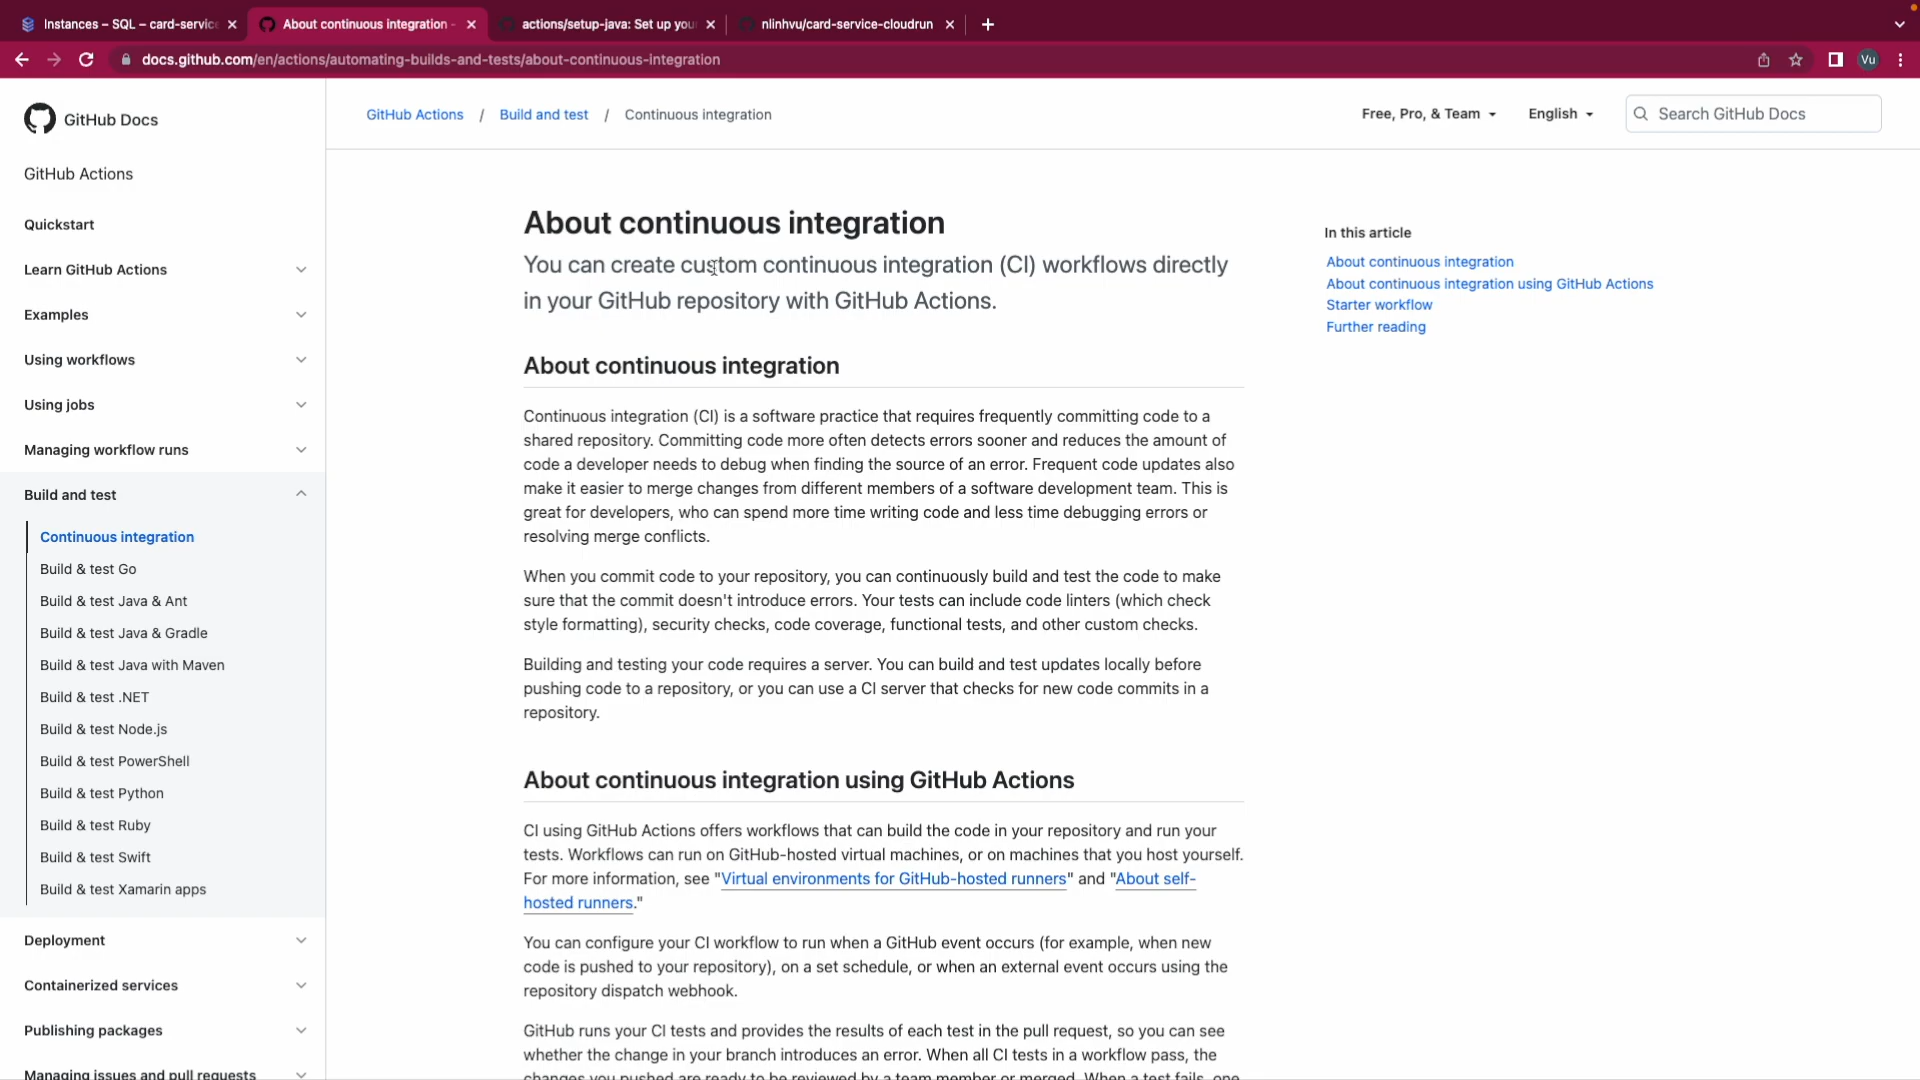 Instances – SQL – card-service
About continuous integration -
actions/setup-java: Set up your
nlinhvu/card-service-cloudrun
docs.github.com/en/actions/automating-builds-and-tests/about-continuous-integration
Vu
GitHub Docs
GitHub Actions / Build and test / Continuous integration
Free, Pro, & Team
English
Search GitHub Docs
GitHub Actions
Quickstart
Learn GitHub Actions
Examples
Using workflows
Using jobs
Managing workflow runs
Build and test
Continuous integration
Build & test Go
Build & test Java & Ant
Build & test Java & Gradle
Build & test Java with Maven
Build & test .NET
Build & test Node.js
Build & test PowerShell
Build & test Python
Build & test Ruby
Build & test Swift
Build & test Xamarin apps
Deployment
Containerized services
Publishing packages
Managing issues and pull requests
About continuous integration
You can create custom continuous integration (CI) workflows directly
in your GitHub repository with GitHub Actions.
About continuous integration
Continuous integration (CI) is a software practice that requires frequently committing code to a
shared repository. Committing code more often detects errors sooner and reduces the amount of
code a developer needs to debug when finding the source of an error. Frequent code updates also
make it easier to merge changes from different members of a software development team. This is
great for developers, who can spend more time writing code and less time debugging errors or
resolving merge conflicts.
When you commit code to your repository, you can continuously build and test the code to make
sure that the commit doesn't introduce errors. Your tests can include code linters (which check
style formatting), security checks, code coverage, functional tests, and other custom checks.
Building and testing your code requires a server. You can build and test updates locally before
pushing code to a repository, or you can use a CI server that checks for new code commits in a
repository.
About continuous integration using GitHub Actions
CI using GitHub Actions offers workflows that can build the code in your repository and run your
tests. Workflows can run on GitHub-hosted virtual machines, or on machines that you host yourself.
For more information, see "Virtual environments for GitHub-hosted runners" and "About self-
hosted runners."
You can configure your CI workflow to run when a GitHub event occurs (for example, when new
code is pushed to your repository), on a set schedule, or when an external event occurs using the
repository dispatch webhook.
GitHub runs your CI tests and provides the results of each test in the pull request, so you can see
whether the change in your branch introduces an error. When all CI tests in a workflow pass, the
changes you pushed are ready to be reviewed by a team member or merged. When a test fails, one
In this article
About continuous integration
About continuous integration using GitHub Actions
Starter workflow
Further reading